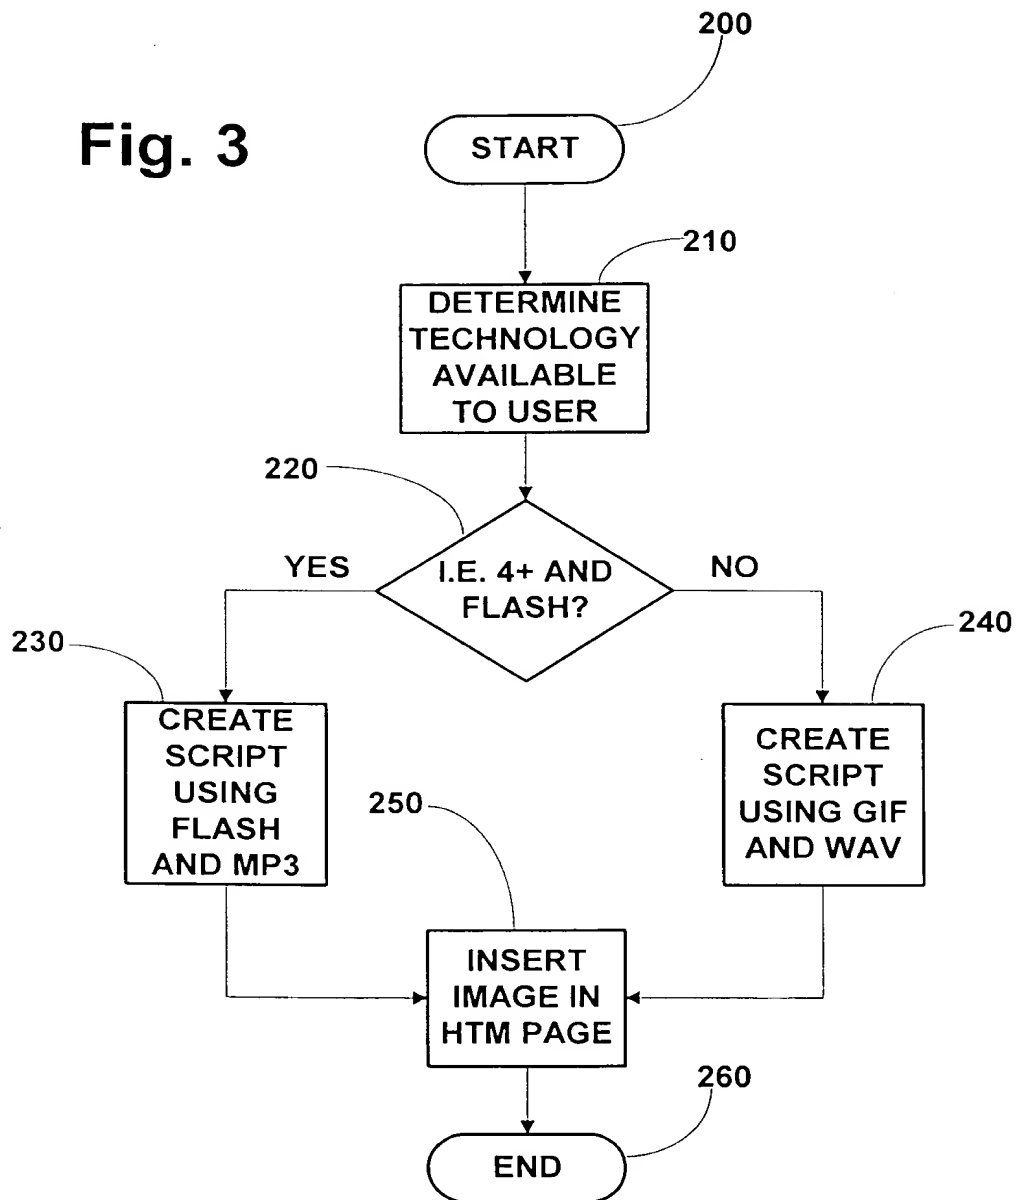 200
Fig. 3
START
210
DETERMINE
TECHNOLOGY
AVAILABLE
TO USER
220
YES
I.E. 4+ AND
FLASH?
NO
230
240
CREATE
SCRIPT
USING
FLASH
AND MP3
CREATE
SCRIPT
USING GIF
AND WAV
250
INSERT
IMAGE IN
HTM PAGE
260
END